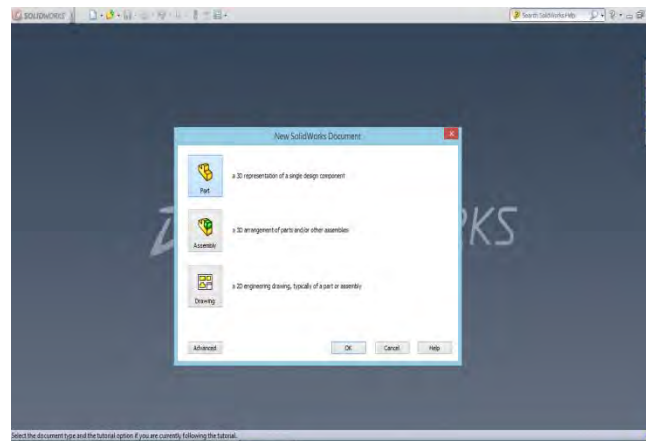 SOLIDWORKS
Search SolidWorks Help
New SolidWorks Document
Part
a 3D representation of a single design component
Assembly
a 3D arrangement of parts and/or other assemblies
Drawing
a 2D engineering drawing, typically of a part or assembly
KS
Advanced
OK
Cancel
Help
Select the document type and the tutorial option if you are currently following the tutorial.